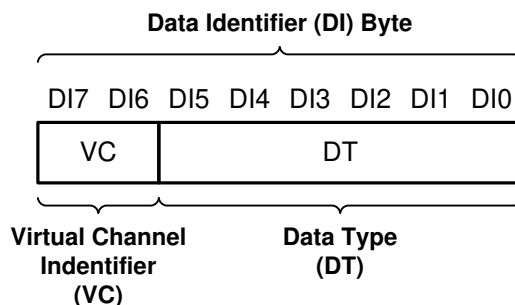 Data Identifier (DI) Byte
DI7 DI6 DI5 DI4 DI3 DI2 DI1 DI0
VC DT
Virtual Channel Data Type
Indentifier (DT)
(VC)